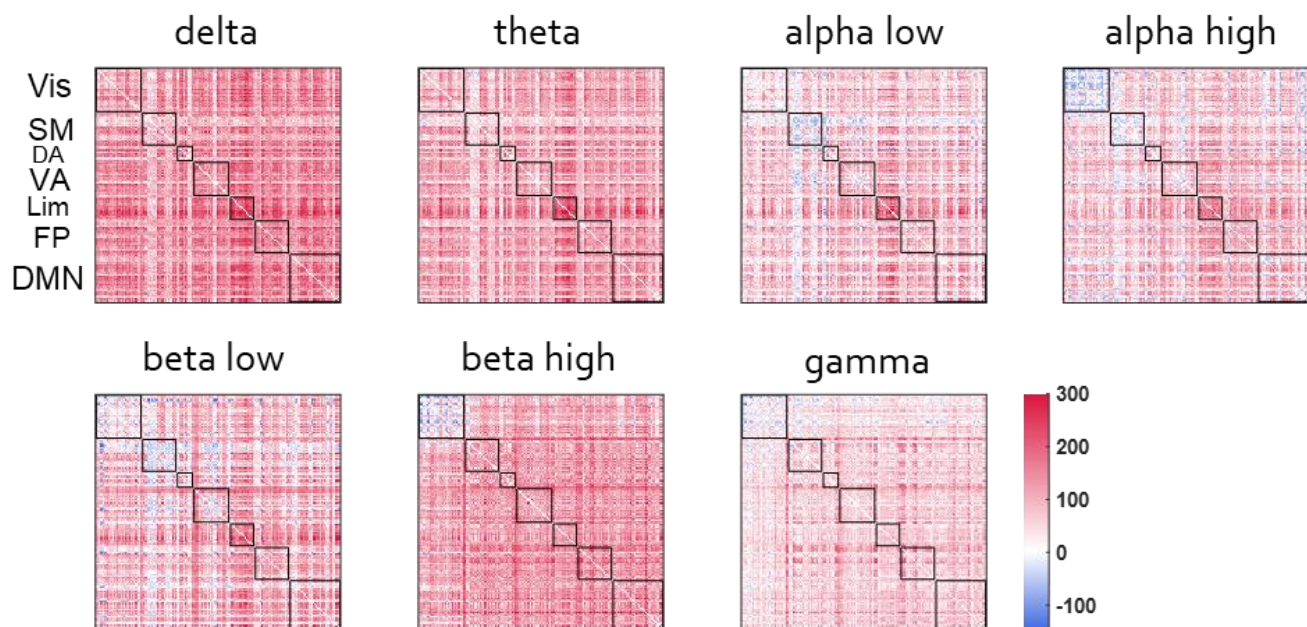 delta
theta
alpha low
alpha high
Vis
SM
DA
VA
Lim
FP
DMN
beta low
beta high
gamma
300
200
100
0
-100